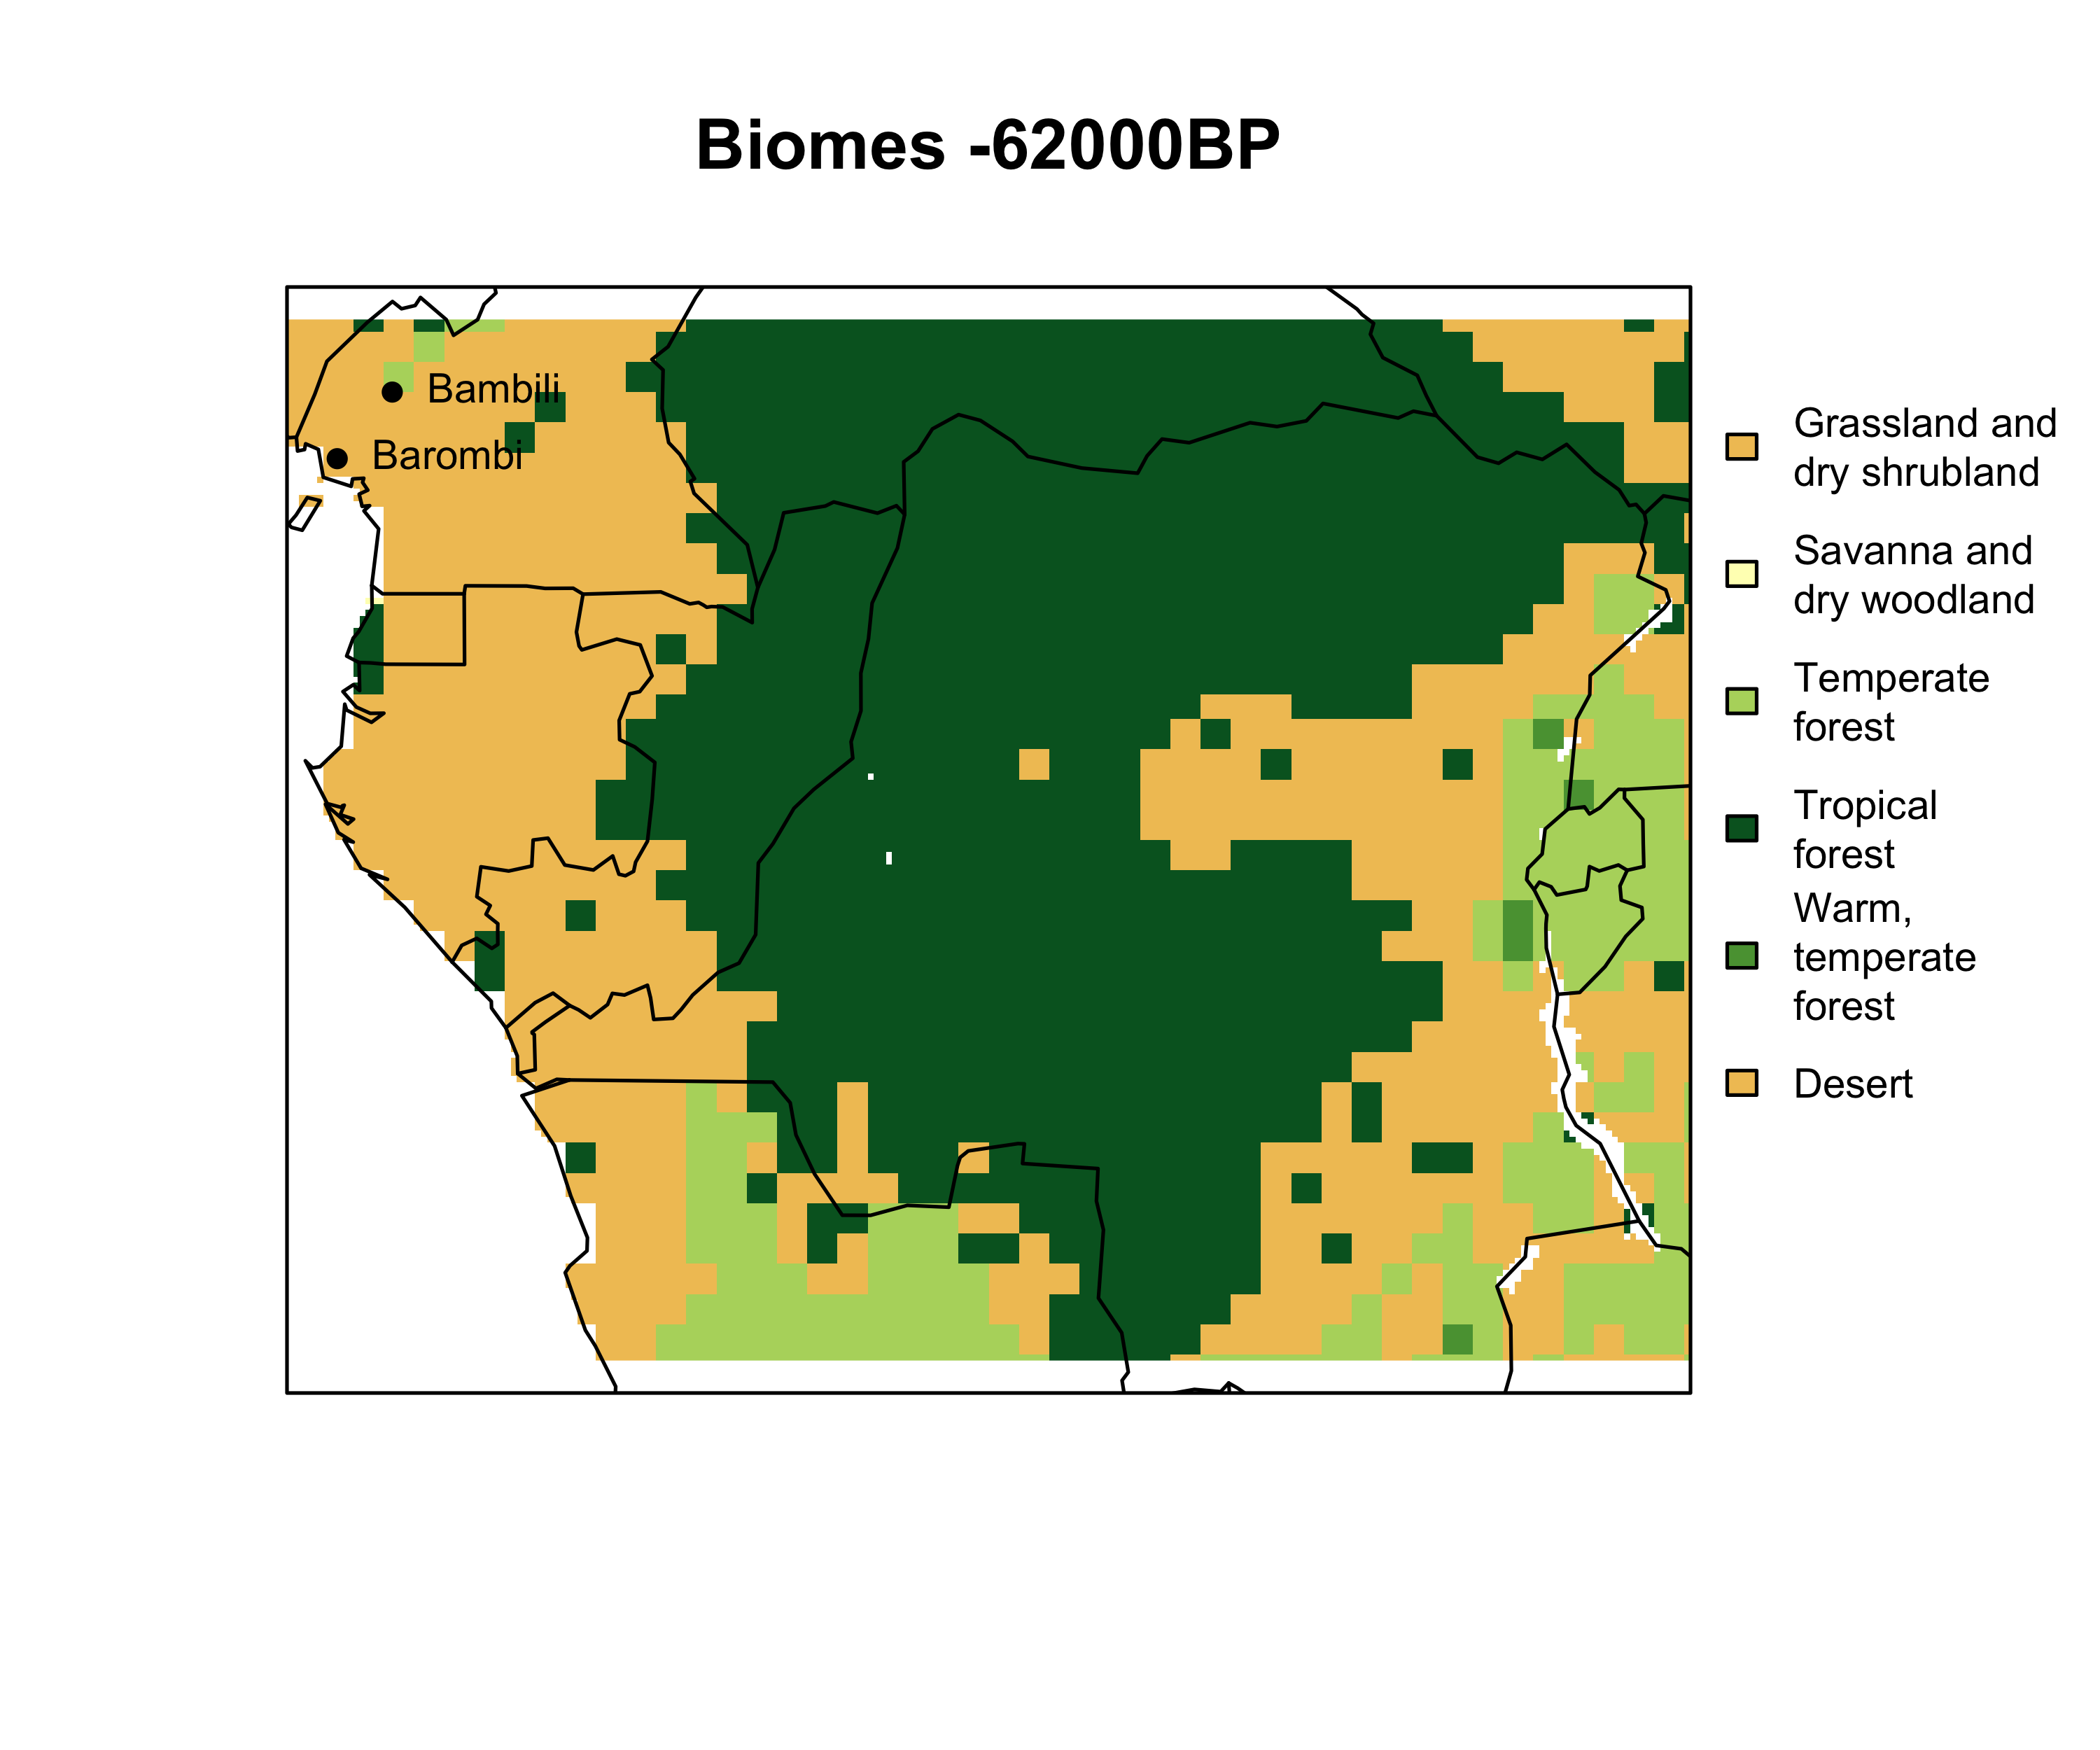 Biomes -62000BP
Bambili
Barombi
Grassland and
dry shrubland
Savanna and
dry woodland
Temperate
forest
Tropical
forest
Warm,
temperate
forest
Desert